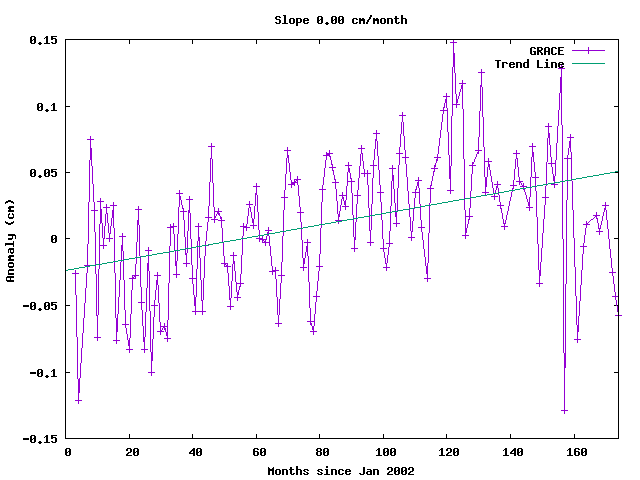 Slope 0.00 cm/month
GRACE
Trend Line
0.15
0.1
0.05
0
-0.05
-0.1
-0.15
Anomaly (cm)
0 20 40 60 80 100 120 140 160
Months since Jan 2002